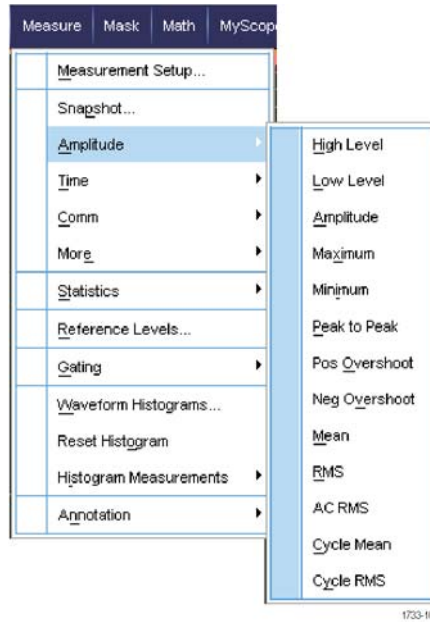 Measure Mask Math MyScop
Measurement Setup...
Snapshot...
Amplitude
Time
Comm
More
Statistics
Reference Levels...
Gating
Waveform Histograms...
Reset Histogram
Histogram Measurements
Annotation
High Level
Low Level
Amplitude
Maximum
Minimum
Peak to Peak
Pos Overshoot
Neg Overshoot
Mean
RMS
AC RMS
Cycle Mean
Cycle RMS